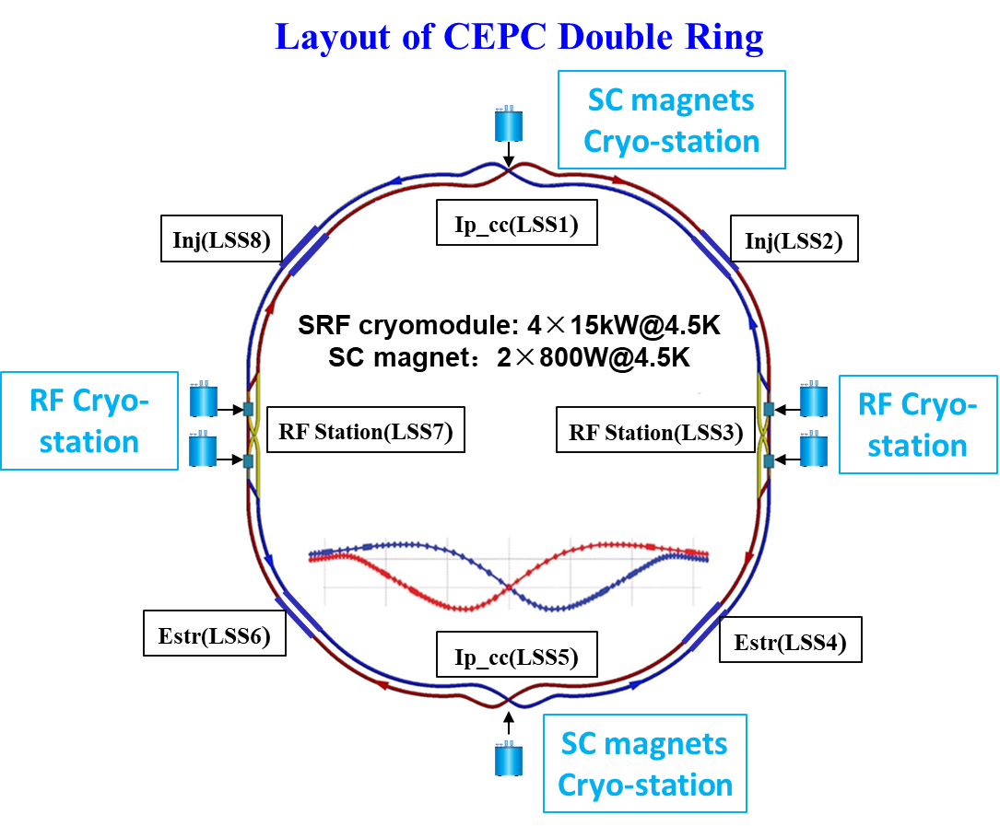 Layout of CEPC Double Ring
SC magnets
Cryo-station
Ip_cc(LSS1)
Inj(LSS8)
Inj(LSS2)
SRF cryomodule: 4×15kW@4.5K
SC magnet：2×800W@4.5K
RF Cryo-
station
RF Station(LSS7)
RF Station(LSS3)
RF Cryo-
station
Estr(LSS6)
Ip_cc(LSS5)
Estr(LSS4)
SC magnets
Cryo-station